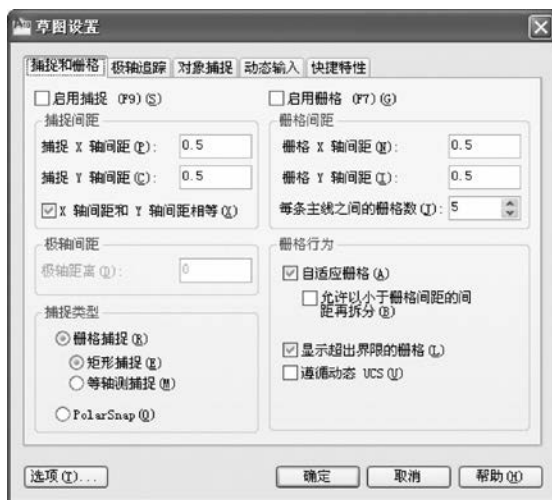 草图设置
捕捉和栅格 极轴追踪 对象捕捉 动态输入 快捷特性
启用捕捉 (F9)(S)
捕捉间距
捕捉 X 轴间距(P): 0.5
捕捉 Y 轴间距(C): 0.5
X 轴间距和 Y 轴间距相等(X)
极轴间距
极轴距离(D): 0
捕捉类型
栅格捕捉(R)
矩形捕捉(E)
等轴测捕捉(M)
PolarSnap(O)
启用栅格 (F7)(G)
栅格间距
栅格 X 轴间距(N): 0.5
栅格 Y 轴间距(I): 0.5
每条主线之间的栅格数(J): 5
栅格行为
自适应栅格(A)
允许以小于栅格间距的间
距再拆分(B)
显示超出界限的栅格(L)
遵循动态 UCS(U)
选项(T)... 确定 取消 帮助(H)